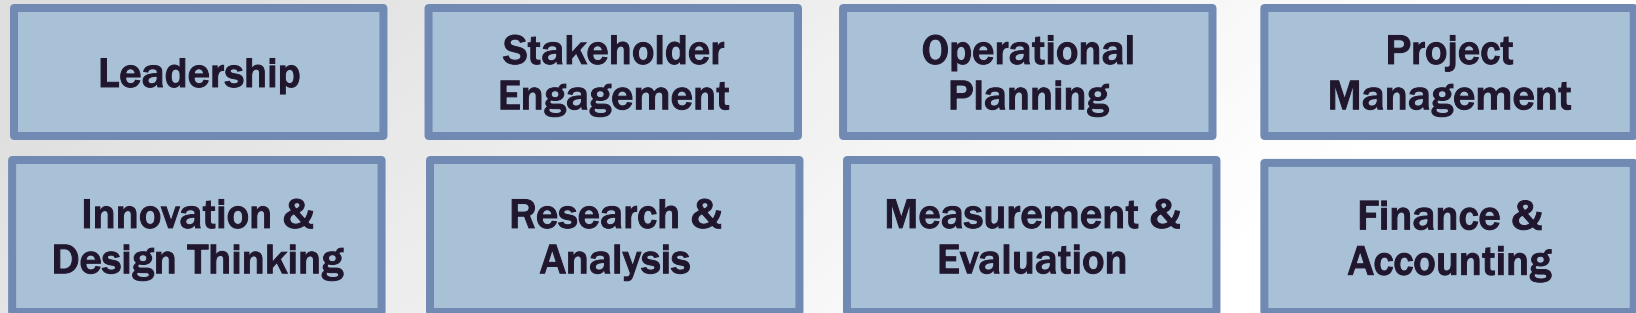 Leadership
Stakeholder
Engagement
Operational
Planning
Project
Management
Innovation &
Design Thinking
Research &
Analysis
Measurement &
Evaluation
Finance &
Accounting